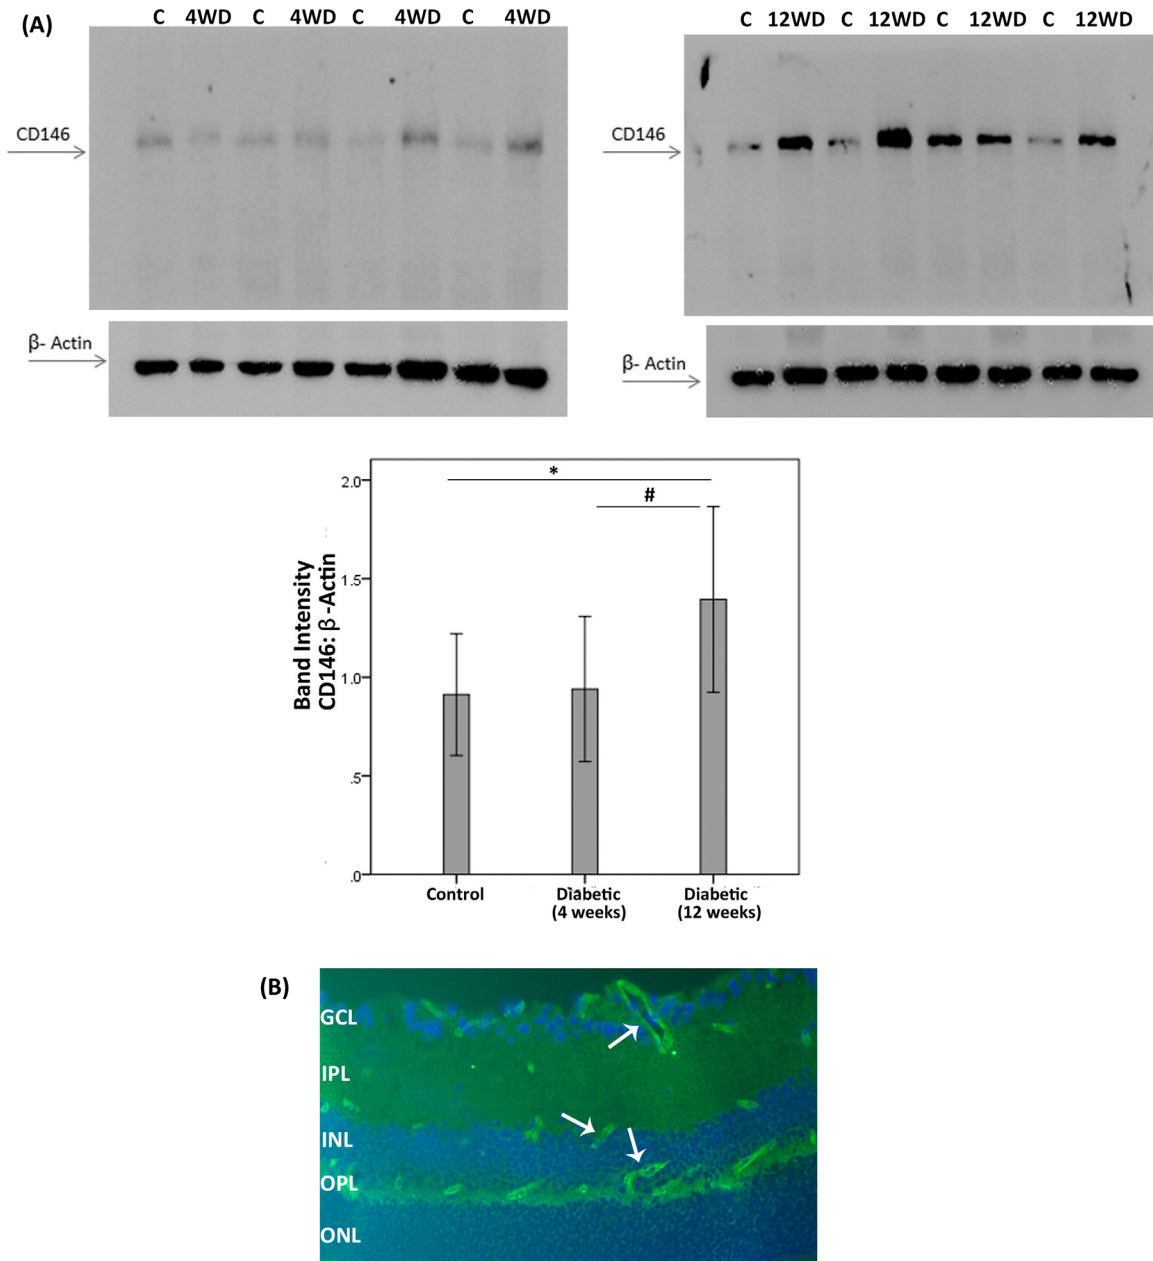 (A)
C 4WD C 4WD C 4WD C 4WD
C 12WD C 12WD C 12WD C 12WD
CD146
CD146
β- Actin
β- Actin
Band Intensity
CD146: β -Actin
2.0
1.5
1.0
.5
.0
*
#
Control
Diabetic
(4 weeks)
Diabetic
(12 weeks)
(B)
GCL
IPL
INL
OPL
ONL